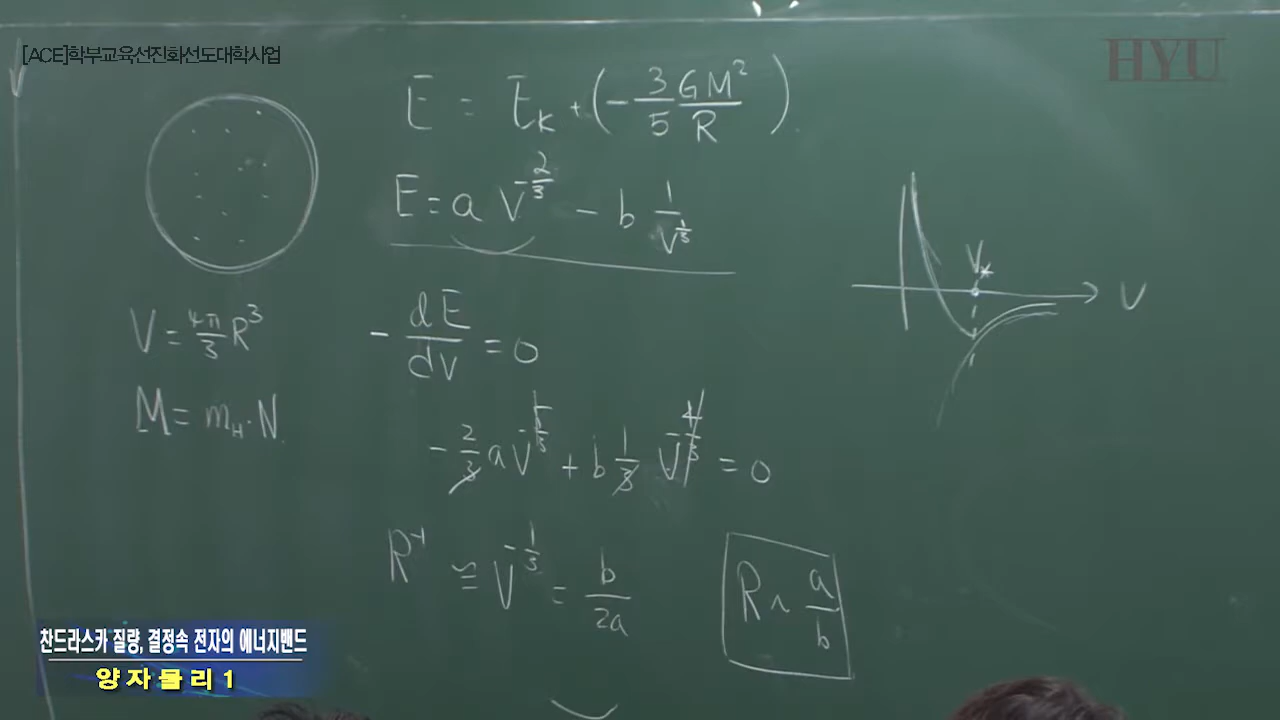 [ACE]학부교육선진화선도대학사업
HYU
E = E_K + (- 3/5 GM²/R)
E = a V^{-2/3} - b 1/V^{1/3}
V = 4π/3 R³
M = m_H · N
- dE/dV = 0
- 2/3 a V^{-5/3} + b 1/3 V^{-4/3} = 0
R^{-1} ≅ V^{-1/3} = b/2a
R ~ a/b
V_*
V
찬드라스카 질량, 결정속 전자의 에너지밴드
양자물리 1